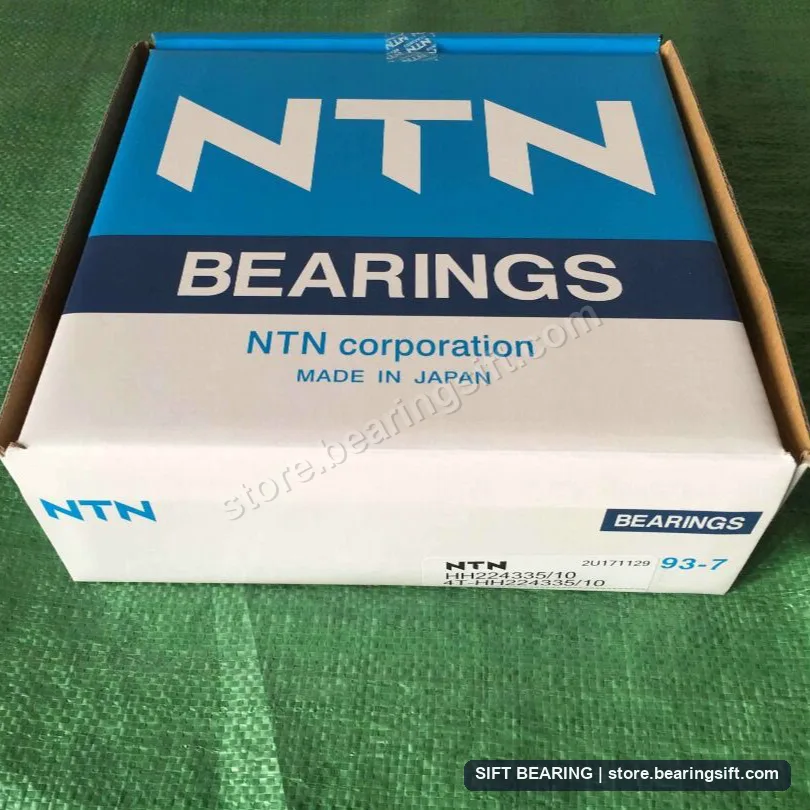 NTN
BEARINGS
NTN corporation
MADE IN JAPAN
store.bearingsift.com
NTN
BEARINGS
NTN 2U171129
93-7
HH224335/10
4T-HH224335/10
SIFT BEARING | store.bearingsift.com